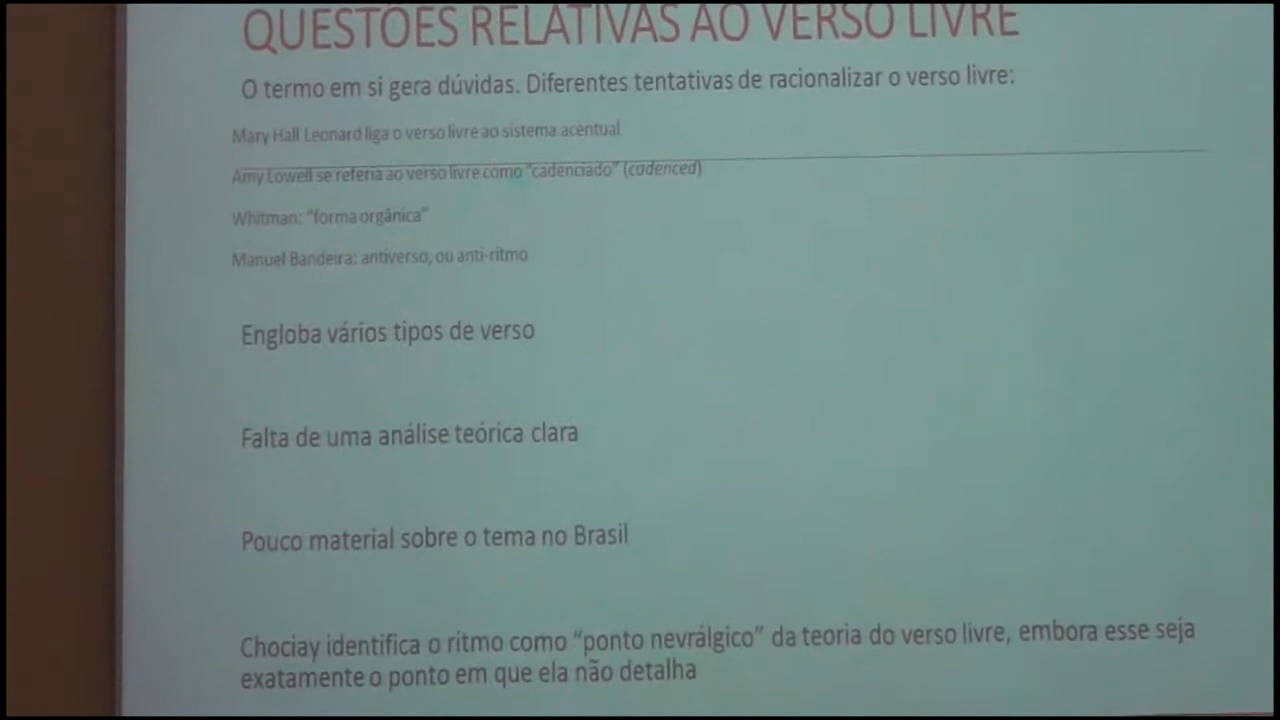 QUESTÕES RELATIVAS AO VERSO LIVRE
O termo em si gera dúvidas. Diferentes tentativas de racionalizar o verso livre:
Mary Hall Leonard liga o verso livre ao sistema acentual
Amy Lowell se referia ao verso livre como "cadenciado" (cadenced)
Whitman: "forma orgânica"
Manuel Bandeira: antiverso, ou anti-ritmo
Engloba vários tipos de verso
Falta de uma análise teórica clara
Pouco material sobre o tema no Brasil
Chociay identifica o ritmo como "ponto nevrálgico" da teoria do verso livre, embora esse seja
exatamente o ponto em que ela não detalha